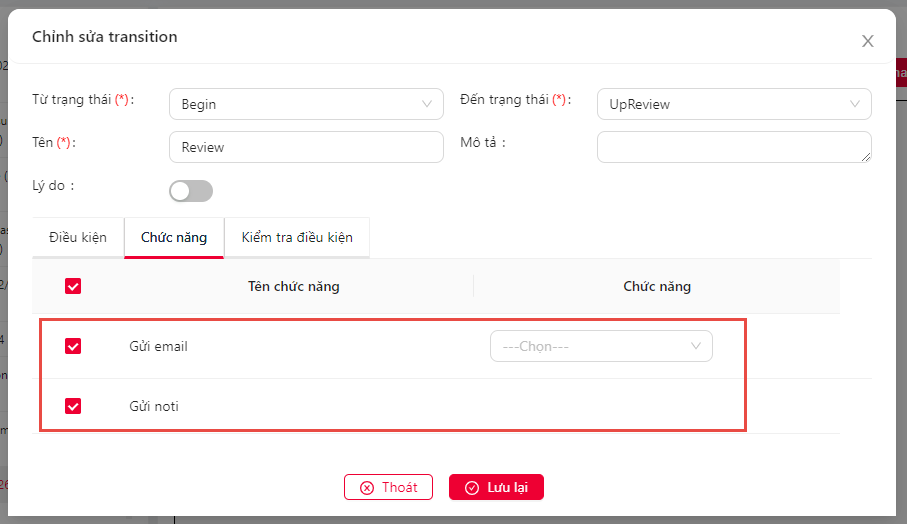 Chỉnh sửa transition
Từ trạng thái (*) :
Begin
Đến trạng thái (*) :
UpReview
Tên (*) :
Review
Mô tả :
Lý do :
Điều kiện
Chức năng
Kiểm tra điều kiện
Tên chức năng
Chức năng
Gửi email
---Chọn---
Gửi noti
Thoát
Lưu lại